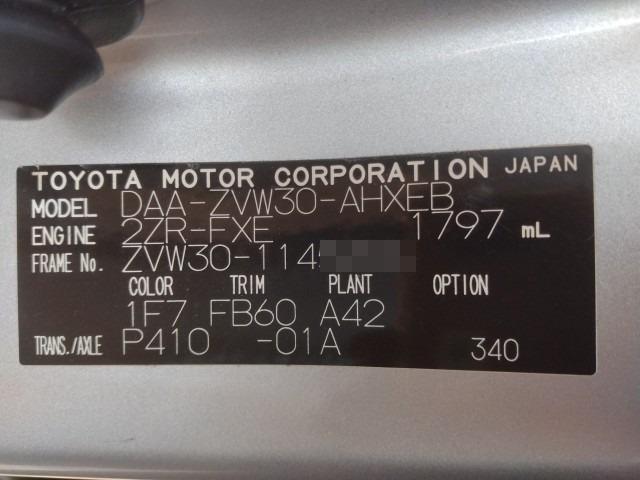 TOYOTA MOTOR CORPORATION JAPAN
MODEL DAA-ZVW30-AHXEB
ENGINE 2ZR-FXE 1797 mL
FRAME No. ZVW30-1145
COLOR TRIM PLANT OPTION
1F7 FB60 A42
TRANS./AXLE P410 -01A 340